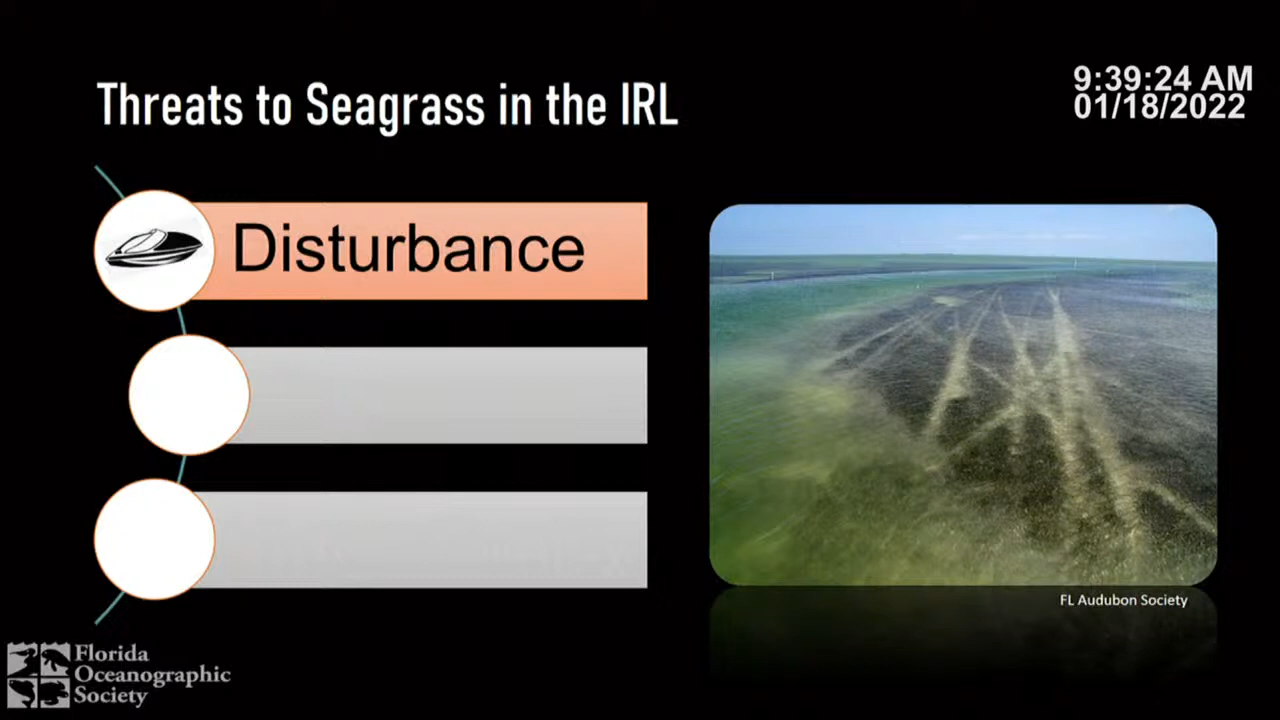 Threats to Seagrass in the IRL
9:39:24 AM
01/18/2022
Disturbance
FL Audubon Society
Florida
Oceanographic
Society